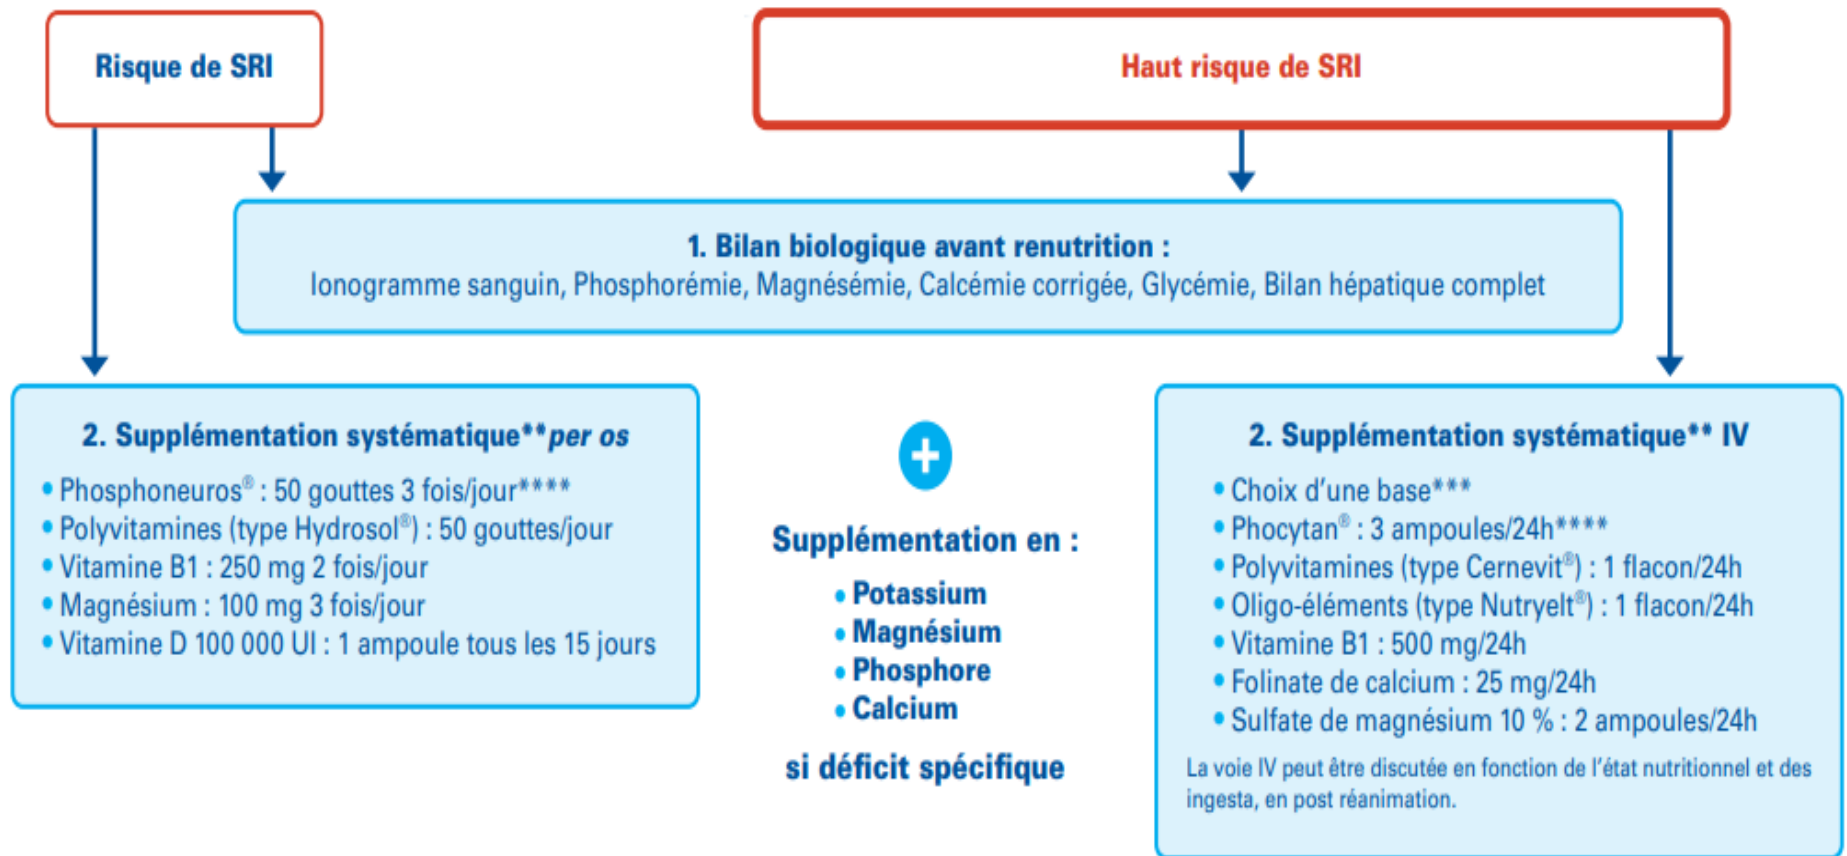 Risque de SRI
Haut risque de SRI
1. Bilan biologique avant renutrition :
Ionogramme sanguin, Phosphorémie, Magnésémie, Calcémie corrigée, Glycémie, Bilan hépatique complet
2. Supplémentation systématique**per os
• Phosphoneuros® : 50 gouttes 3 fois/jour****
• Polyvitamines (type Hydrosol®) : 50 gouttes/jour
• Vitamine B1 : 250 mg 2 fois/jour
• Magnésium : 100 mg 3 fois/jour
• Vitamine D 100 000 UI : 1 ampoule tous les 15 jours
+
Supplémentation en :
• Potassium
• Magnésium
• Phosphore
• Calcium
si déficit spécifique
2. Supplémentation systématique** IV
• Choix d'une base***
• Phocytan® : 3 ampoules/24h****
• Polyvitamines (type Cernevit®) : 1 flacon/24h
• Oligo-éléments (type Nutryelt®) : 1 flacon/24h
• Vitamine B1 : 500 mg/24h
• Folinate de calcium : 25 mg/24h
• Sulfate de magnésium 10 % : 2 ampoules/24h
La voie IV peut être discutée en fonction de l'état nutritionnel et des
ingesta, en post réanimation.